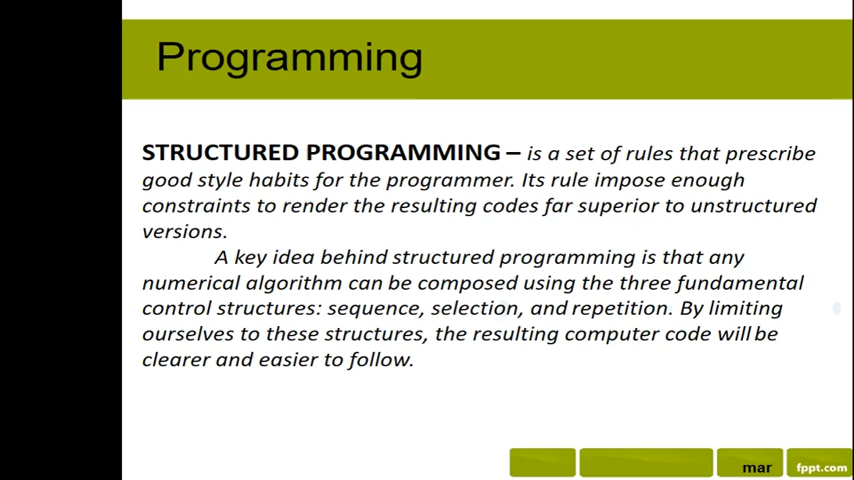 Programming
STRUCTURED PROGRAMMING – is a set of rules that prescribe
good style habits for the programmer. Its rule impose enough
constraints to render the resulting codes far superior to unstructured
versions.
A key idea behind structured programming is that any
numerical algorithm can be composed using the three fundamental
control structures: sequence, selection, and repetition. By limiting
ourselves to these structures, the resulting computer code will be
clearer and easier to follow.
mar
fppt.com